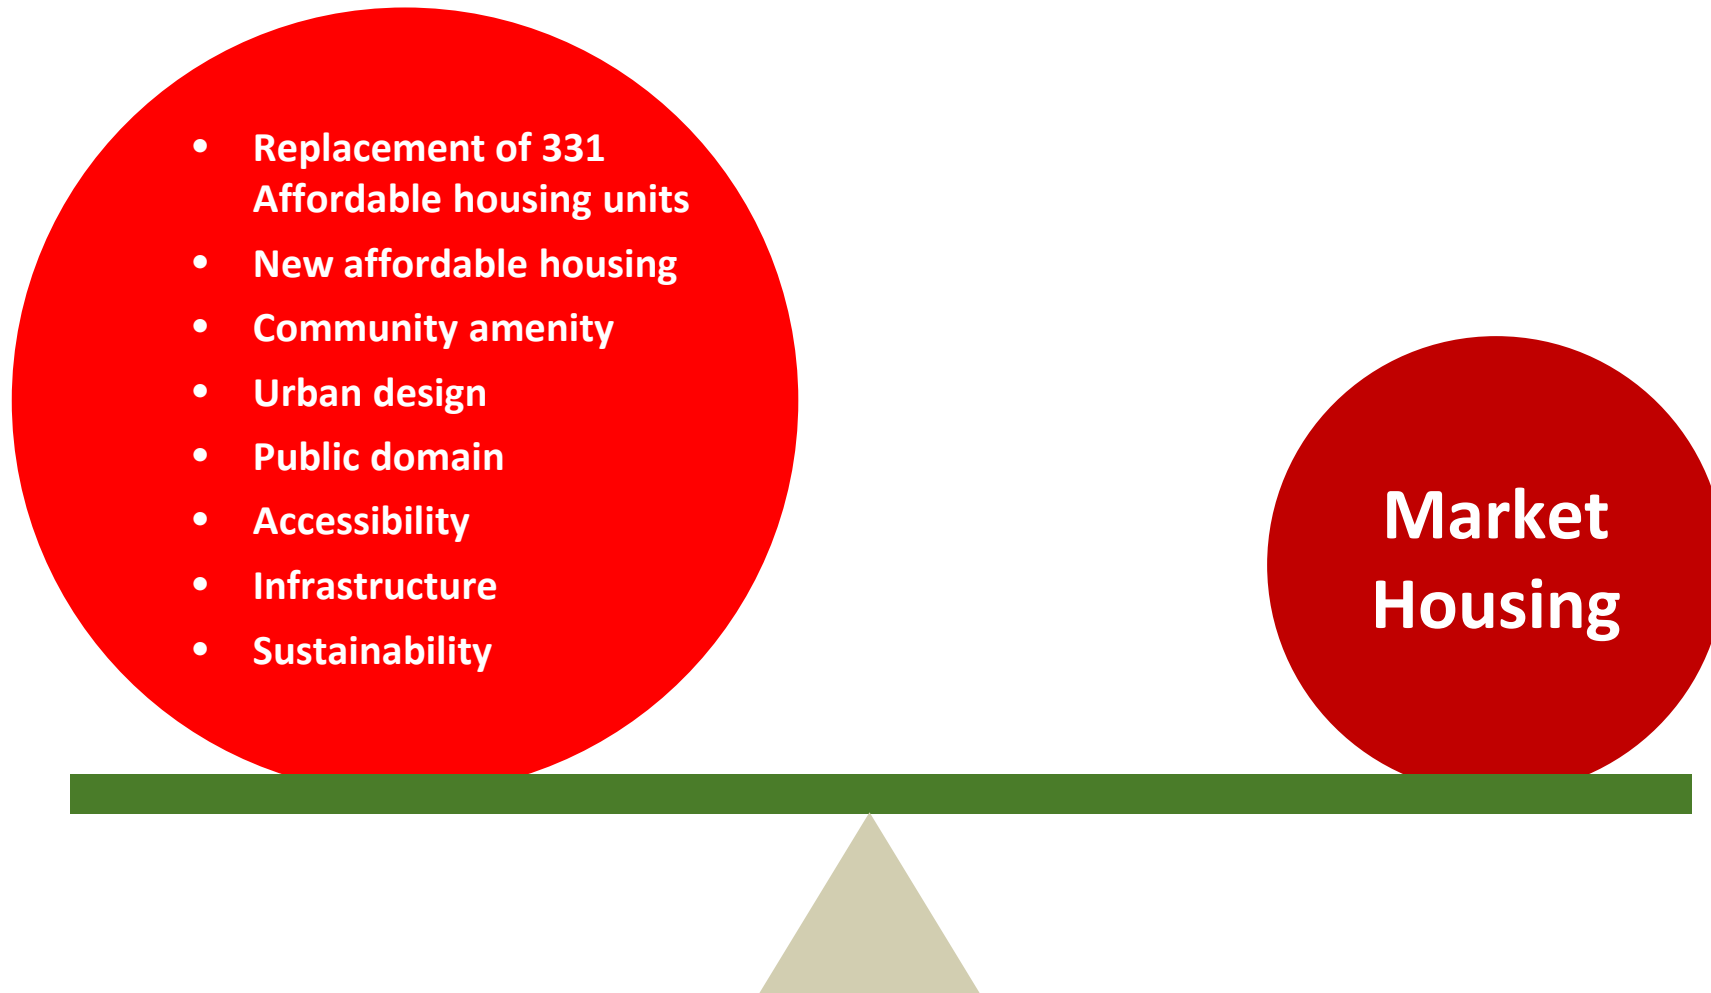 • Replacement of 331
Affordable housing units
• New affordable housing
• Community amenity
• Urban design
• Public domain
• Accessibility
• Infrastructure
• Sustainability
Market
Housing